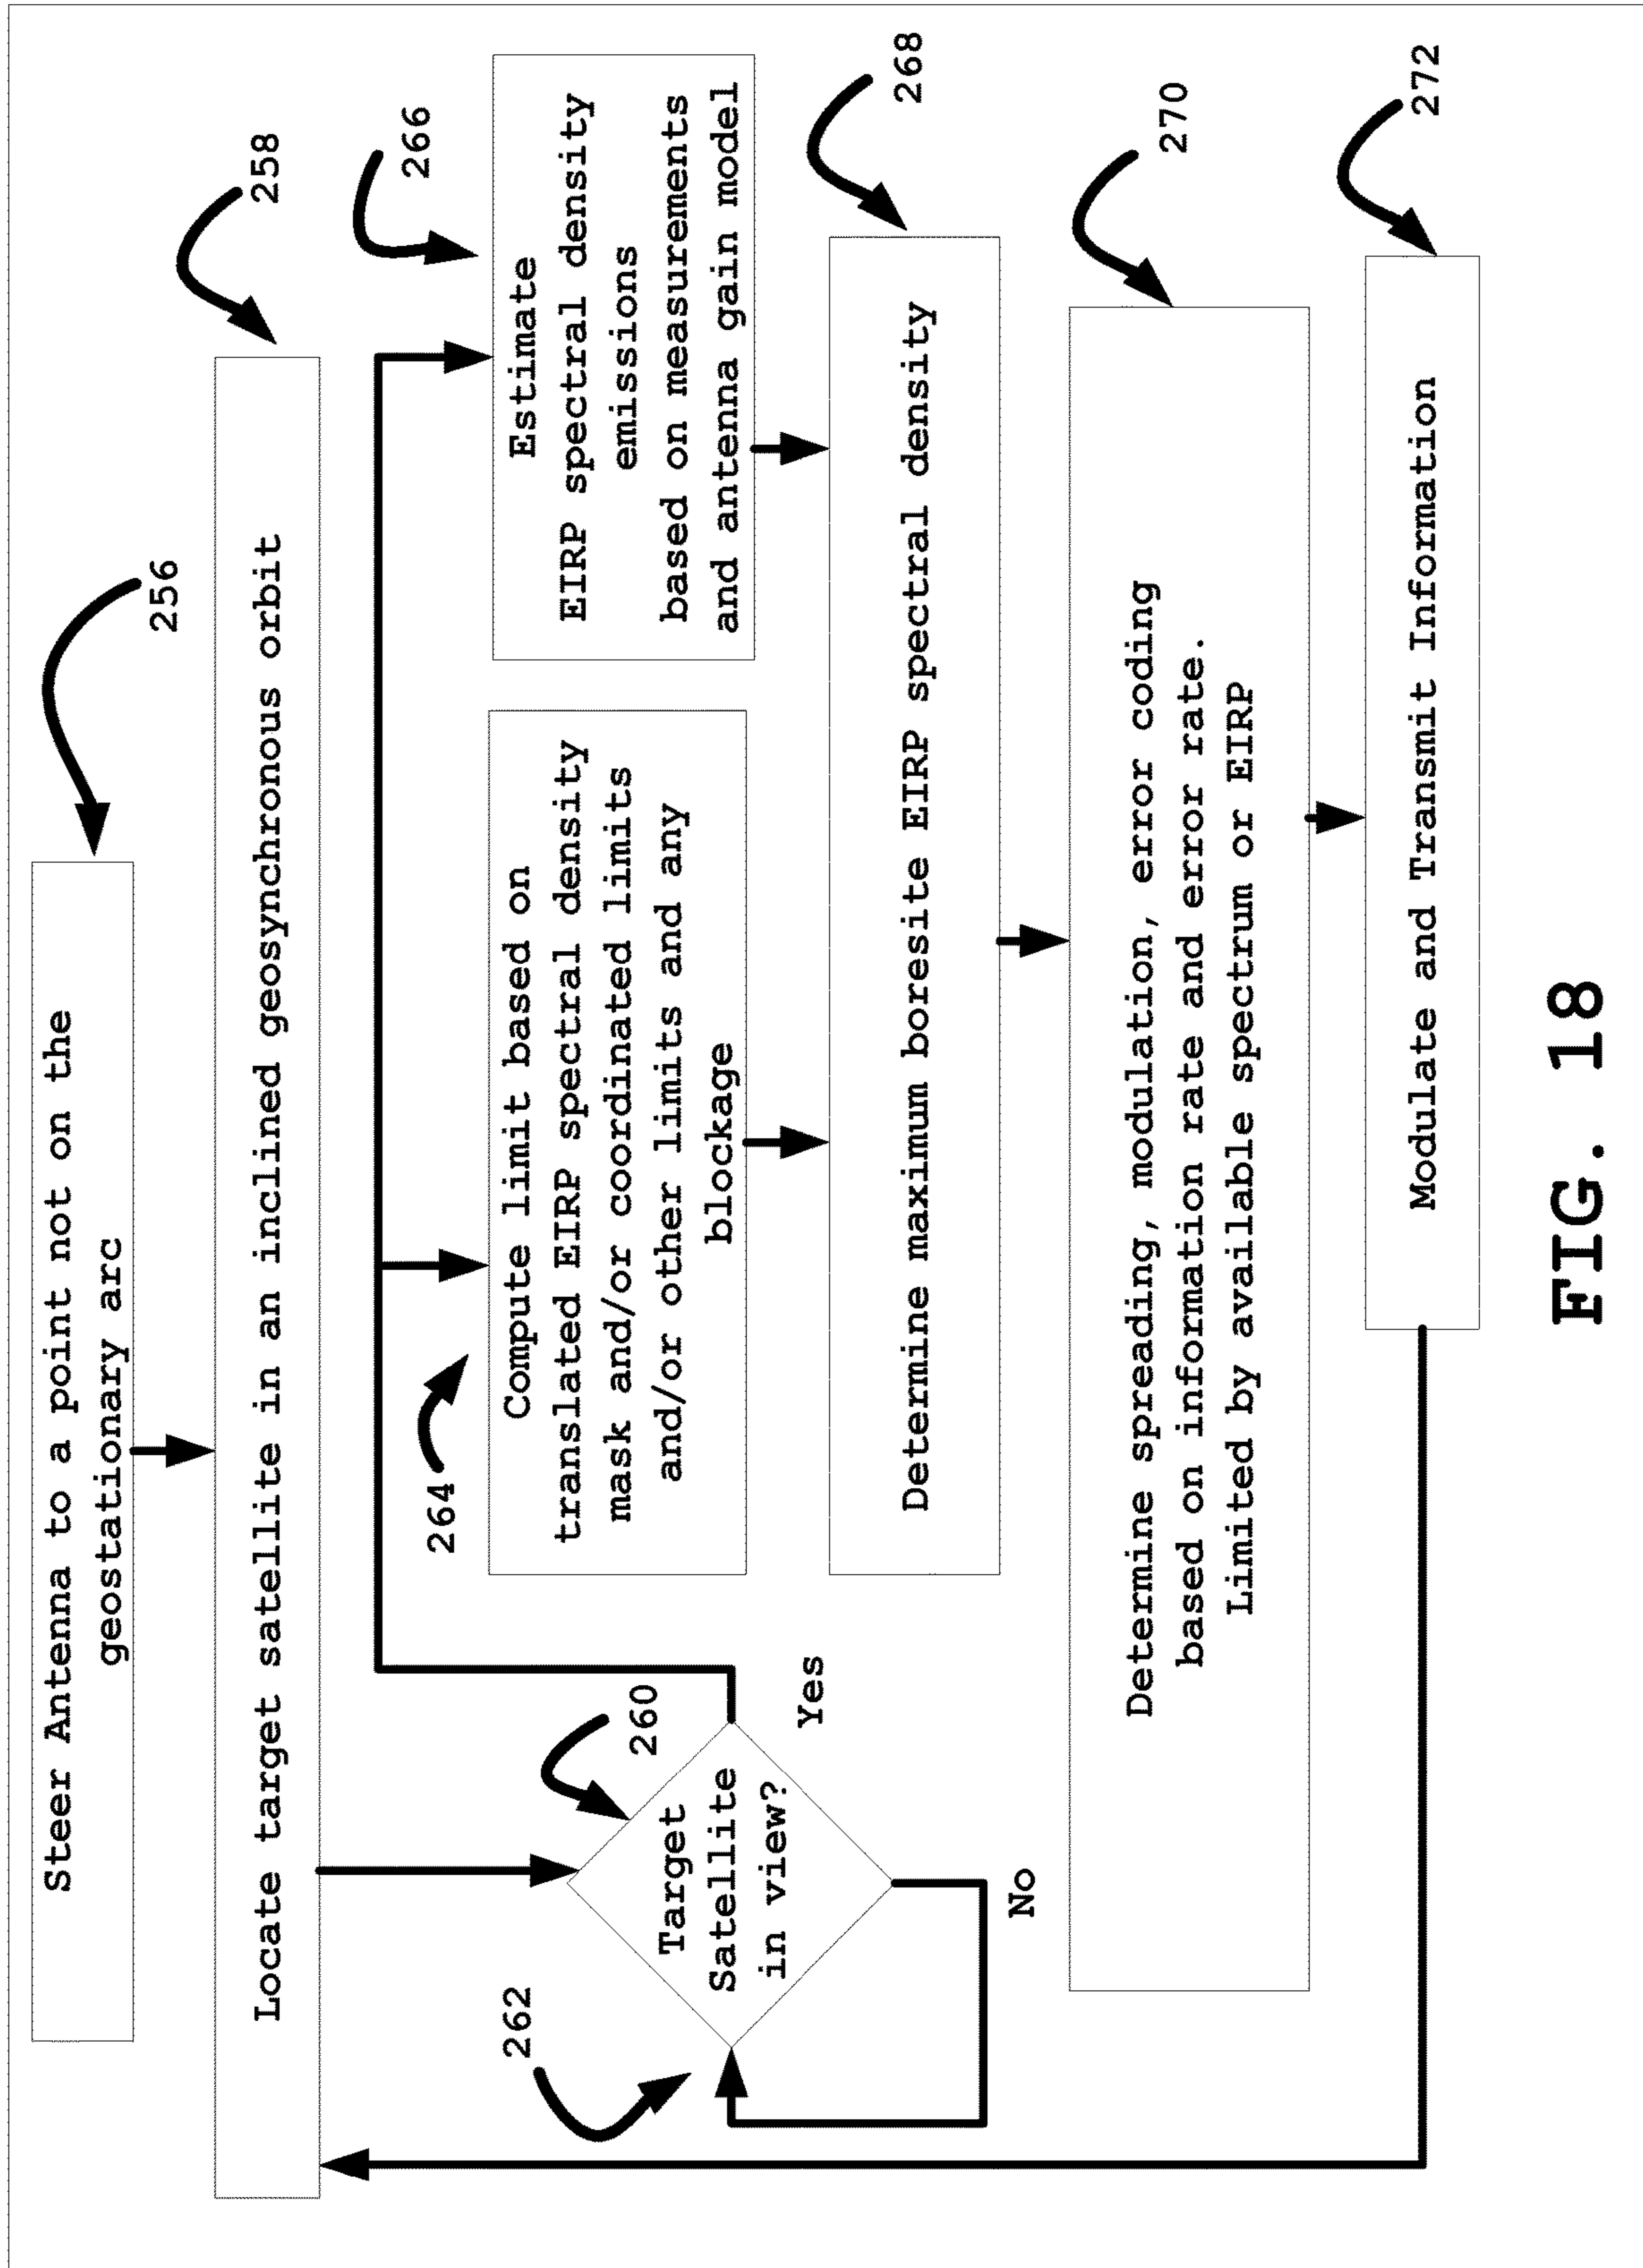 256
Steer Antenna to a point not on the
geostationary arc
258
Locate target satellite in an inclined geosynchronous orbit
262
260
Target
Satellite
in view?
Yes
No
264
Compute limit based on
translated EIRP spectral density
mask and/or coordinated limits
and/or other limits and any
blockage
266
Estimate
EIRP spectral density
emissions
based on measurements
and antenna gain model
268
Determine maximum boresite EIRP spectral density
270
Determine spreading, modulation, error coding
based on information rate and error rate.
Limited by available spectrum or EIRP
272
Modulate and Transmit Information
FIG. 18